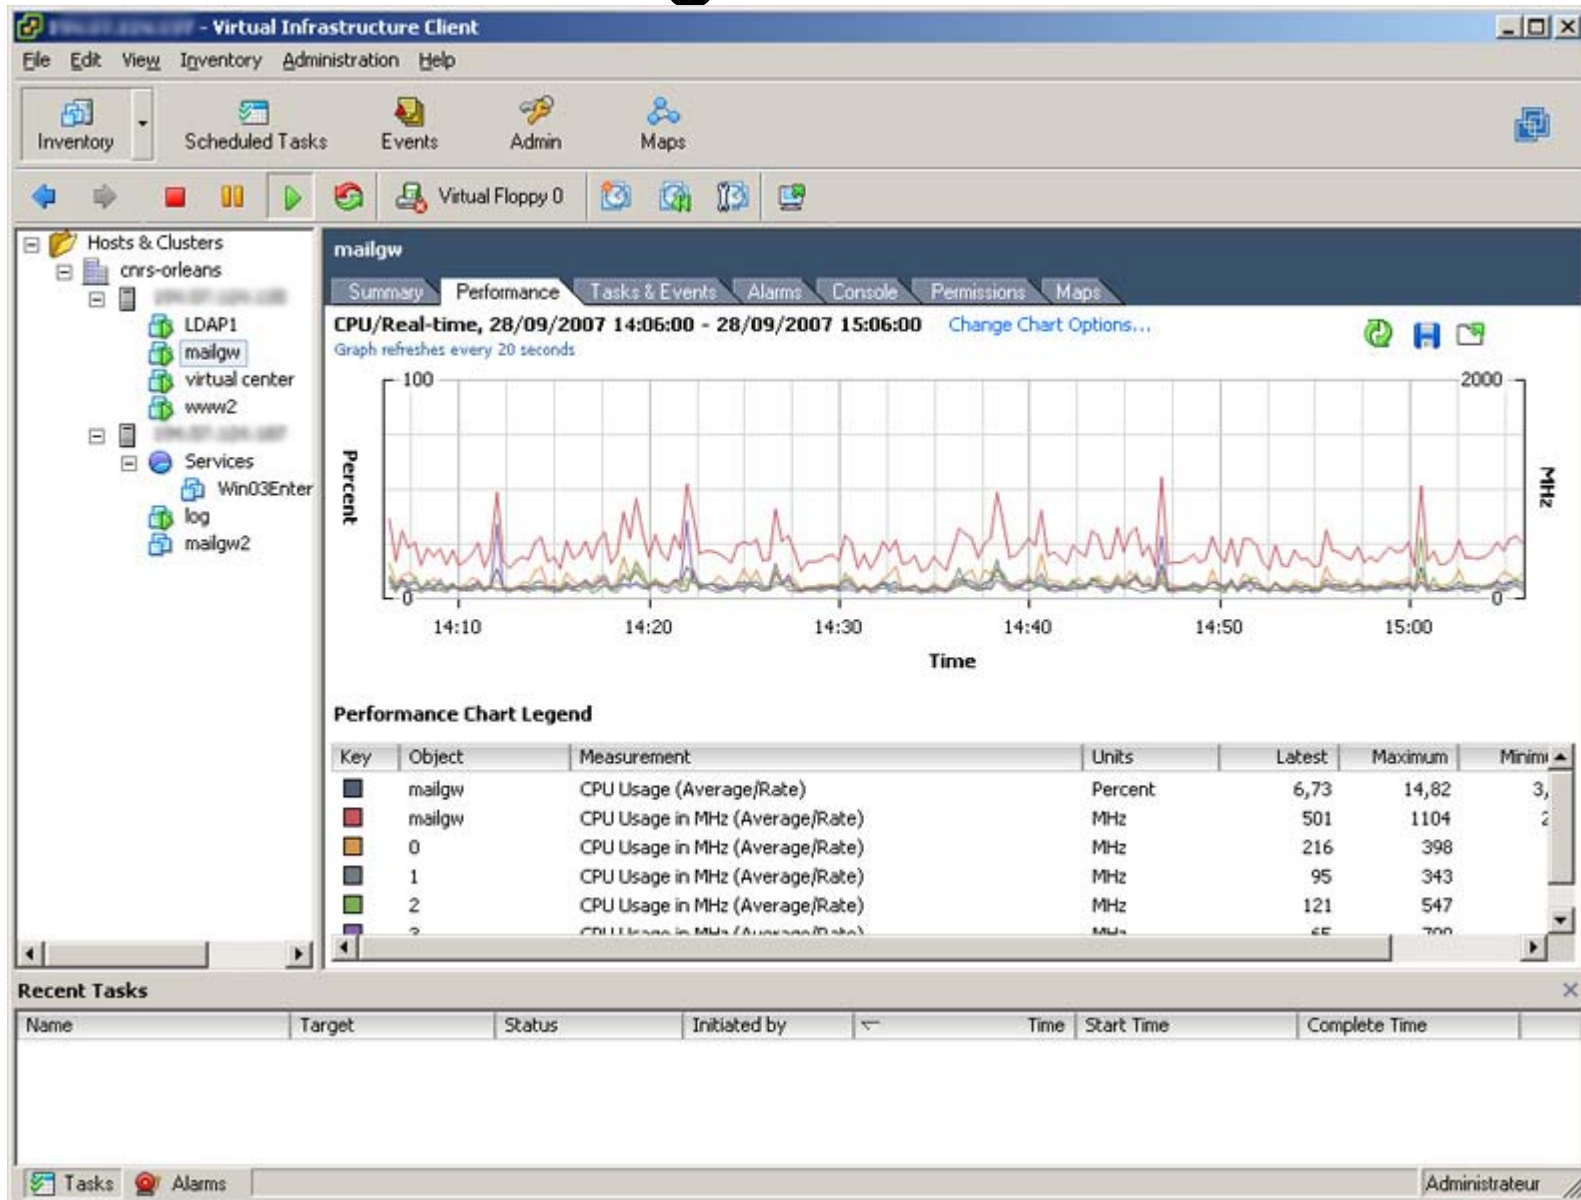 - Virtual Infrastructure Client
File Edit View Inventory Administration Help
Inventory Scheduled Tasks Events Admin Maps
Virtual Floppy 0
Hosts & Clusters
cnrs-orleans
LDAP1
mailgw
virtual center
www2
Services
Win03Enter
log
mailgw2
mailgw
Summary Performance Tasks & Events Alarms Console Permissions Maps
CPU/Real-time, 28/09/2007 14:06:00 - 28/09/2007 15:06:00 Change Chart Options...
Graph refreshes every 20 seconds
100 2000
Percent MHz
0 0
14:10 14:20 14:30 14:40 14:50 15:00
Time
Performance Chart Legend
Key Object Measurement Units Latest Maximum
mailgw CPU Usage (Average/Rate) Percent 6,73 14,82 3,
mailgw CPU Usage in MHz (Average/Rate) MHz 501 1104 2
0 CPU Usage in MHz (Average/Rate) MHz 216 398
1 CPU Usage in MHz (Average/Rate) MHz 95 343
2 CPU Usage in MHz (Average/Rate) MHz 121 547
Recent Tasks
Name Target Status Initiated by Time Start Time Complete Time
Tasks Alarms Administrateur